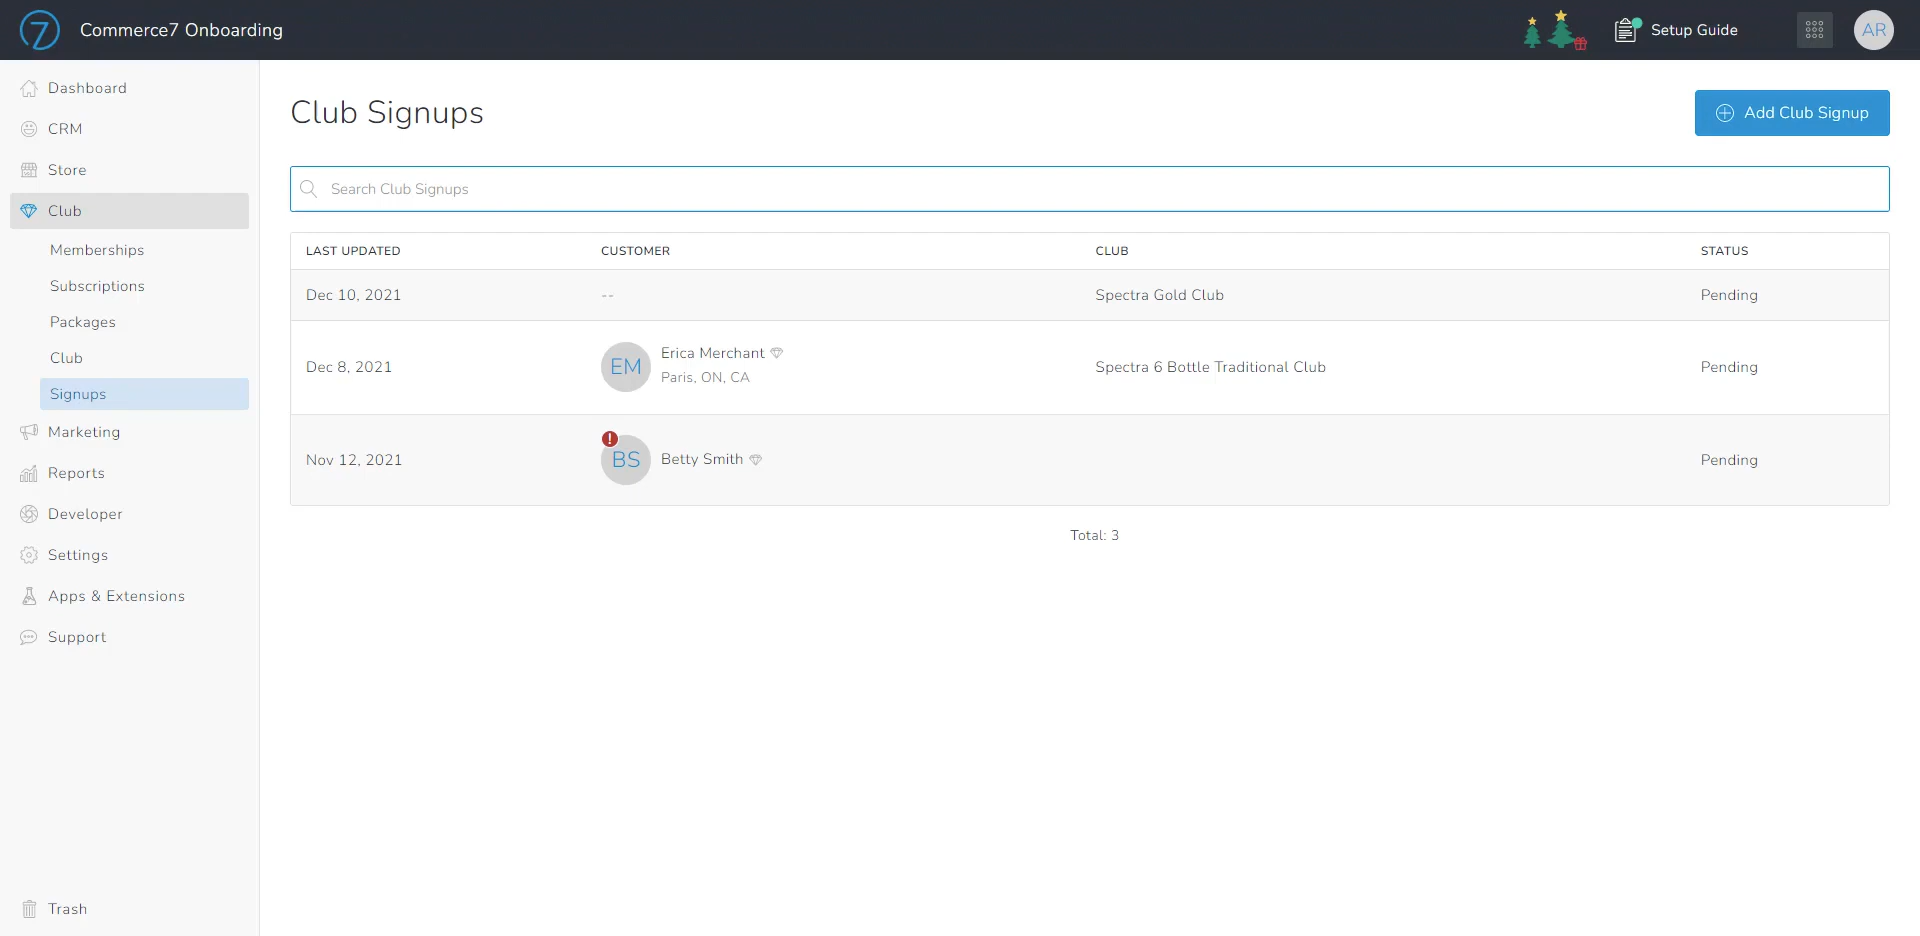 7 Commerce7 Onboarding
Setup Guide
AR
Dashboard
CRM
Store
Club
Memberships
Subscriptions
Packages
Club
Signups
Marketing
Reports
Developer
Settings
Apps & Extensions
Support
Trash
Club Signups
Add Club Signup
Search Club Signups
LAST UPDATED CUSTOMER CLUB STATUS
Dec 10, 2021 -- Spectra Gold Club Pending
Dec 8, 2021 EM Erica Merchant Spectra 6 Bottle Traditional Club Pending
Paris, ON, CA
Nov 12, 2021 ! BS Betty Smith Pending
Total: 3